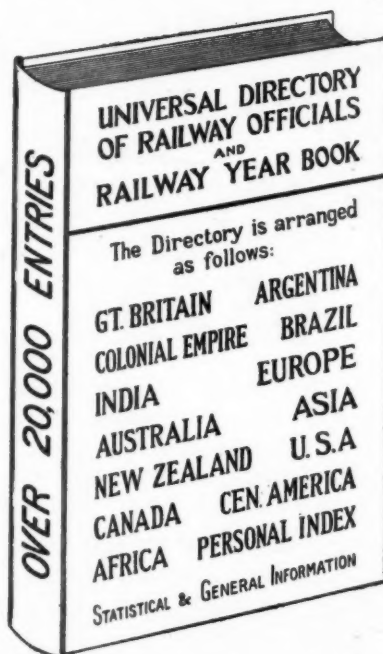 OVER 20,000 ENTRIES
UNIVERSAL DIRECTORY
OF RAILWAY OFFICIALS
AND
RAILWAY YEAR BOOK
The Directory is arranged
as follows:
GT. BRITAIN ARGENTINA
COLONIAL EMPIRE BRAZIL
INDIA EUROPE
AUSTRALIA ASIA
NEW ZEALAND U.S.A
CANADA CEN. AMERICA
AFRICA PERSONAL INDEX
STATISTICAL & GENERAL INFORMATION